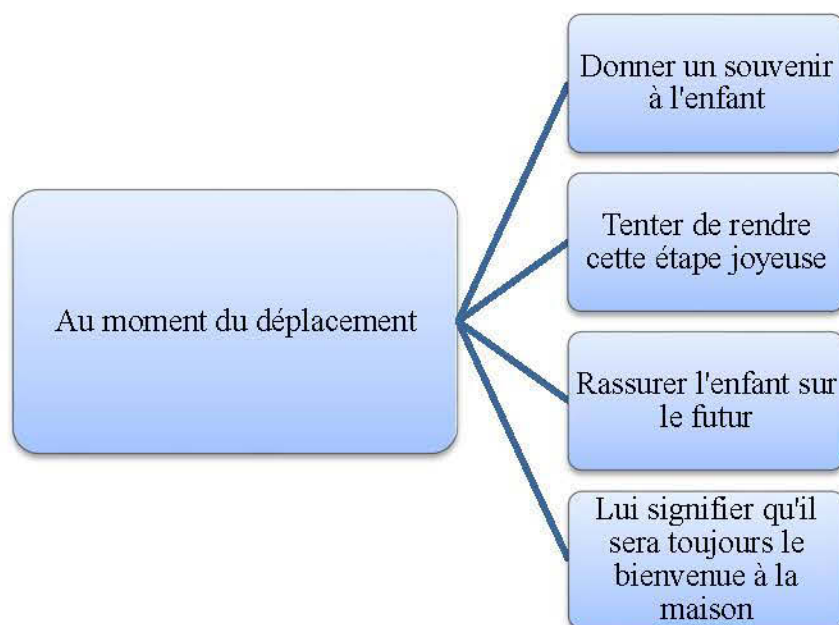 Au moment du déplacement
Donner un souvenir
à l'enfant
Tenter de rendre
cette étape joyeuse
Rassurer l'enfant sur
le futur
Lui signifier qu'il
sera toujours le
bienvenue à la
maison